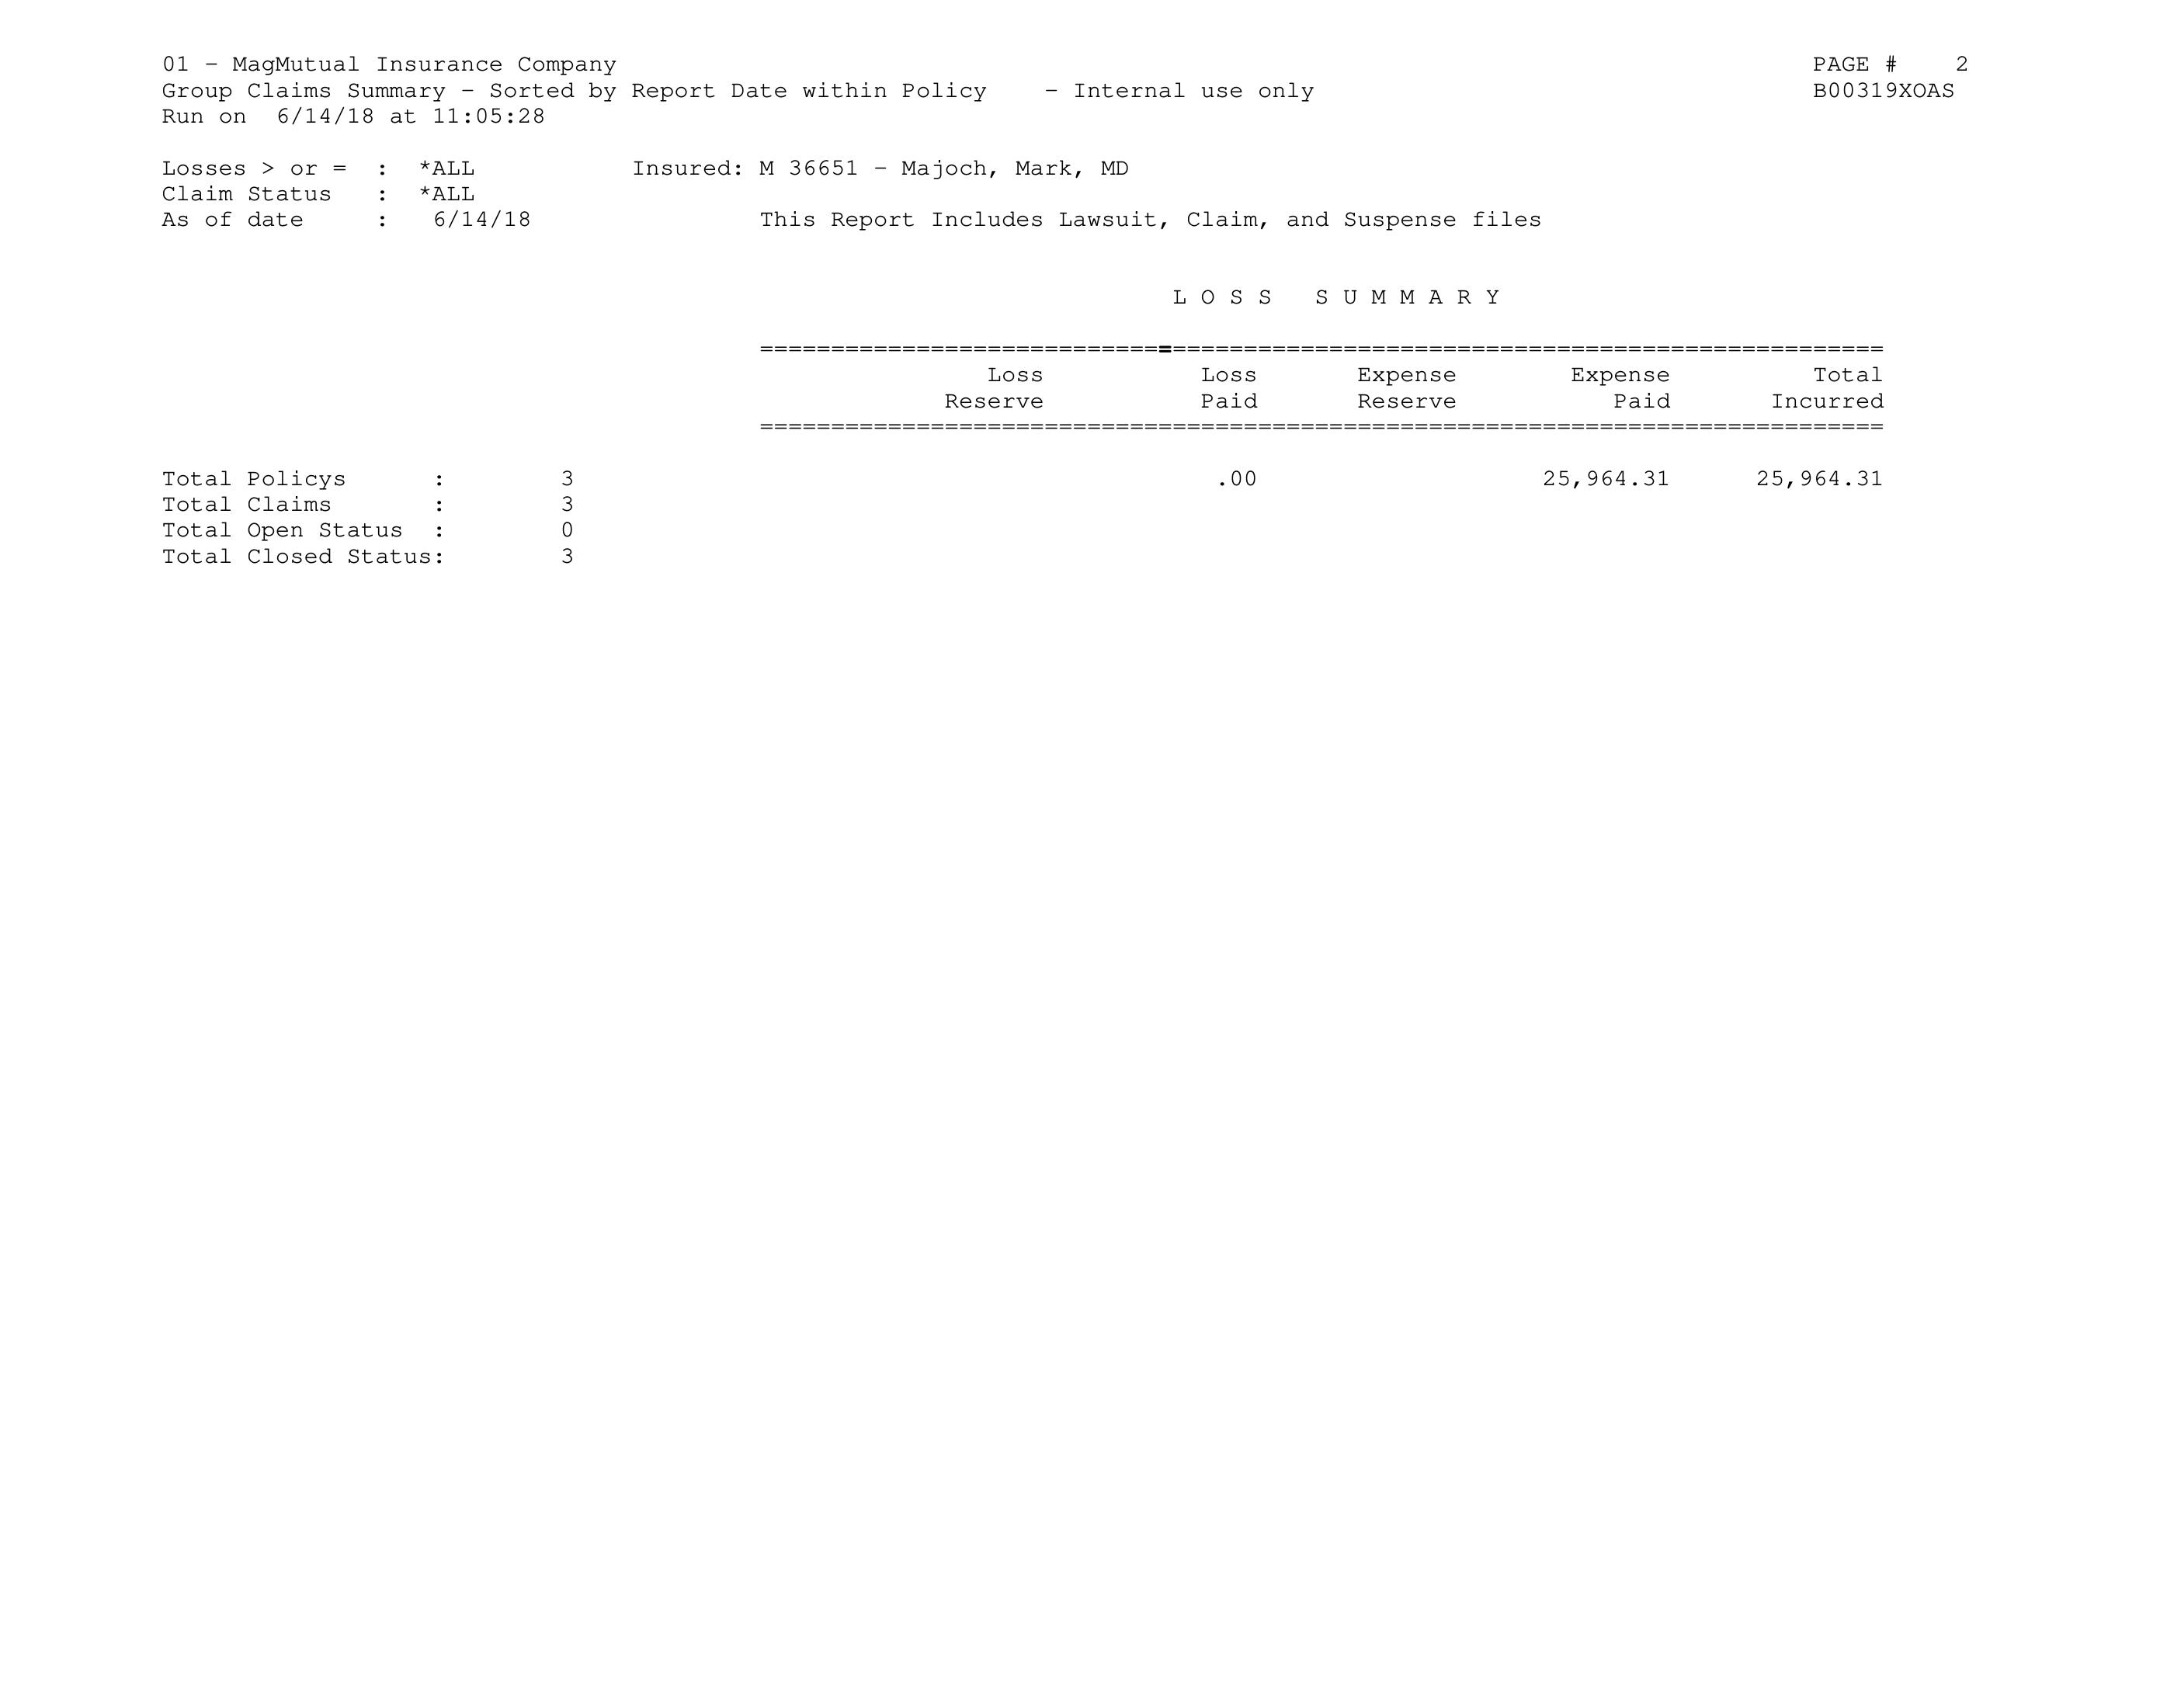 01 - MagMutual Insurance Company PAGE # 2
Group Claims Summary - Sorted by Report Date within Policy - Internal use only B00319XOAS
Run on 6/14/18 at 11:05:28
Losses > or = : *ALL Insured: M 36651 - Majoch, Mark, MD
Claim Status : *ALL
As of date : 6/14/18 This Report Includes Lawsuit, Claim, and Suspense files
L O S S S U M M A R Y
===============================================================================
Loss Loss Expense Expense Total
Reserve Paid Reserve Paid Incurred
===============================================================================
Total Policys : 3 .00 25,964.31 25,964.31
Total Claims : 3
Total Open Status : 0
Total Closed Status: 3